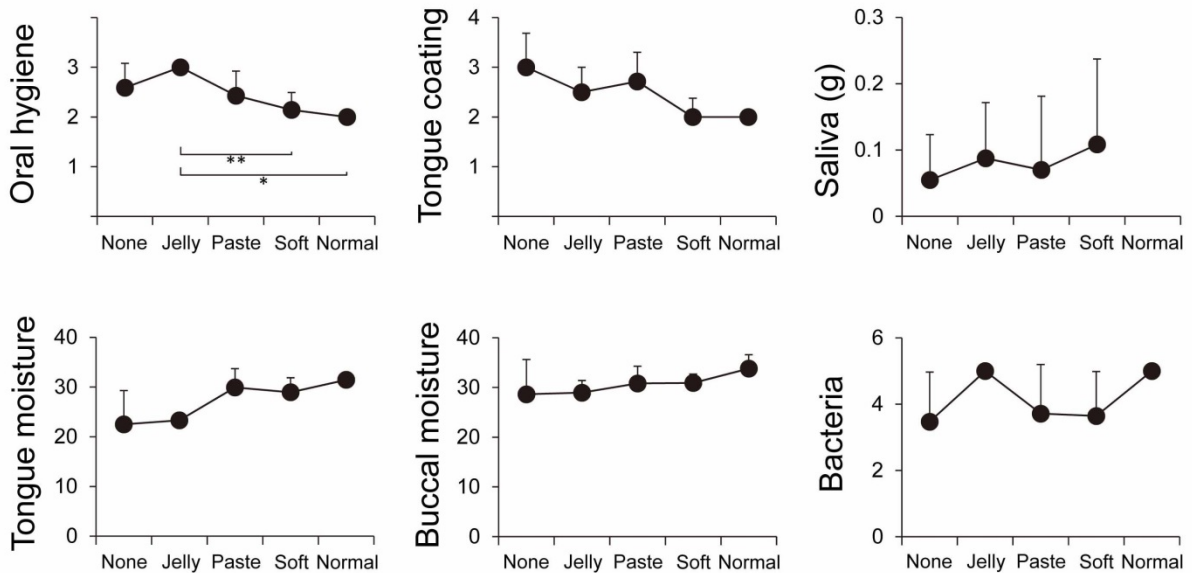 Oral hygiene
3
2
1
**
*
None Jelly Paste Soft Normal
Tongue coating
4
3
2
1
None Jelly Paste Soft Normal
Saliva (g)
0.3
0.2
0.1
0
None Jelly Paste Soft Normal
Tongue moisture
40
30
20
10
0
None Jelly Paste Soft Normal
Buccal moisture
40
30
20
10
0
None Jelly Paste Soft Normal
Bacteria
6
4
2
0
None Jelly Paste Soft Normal